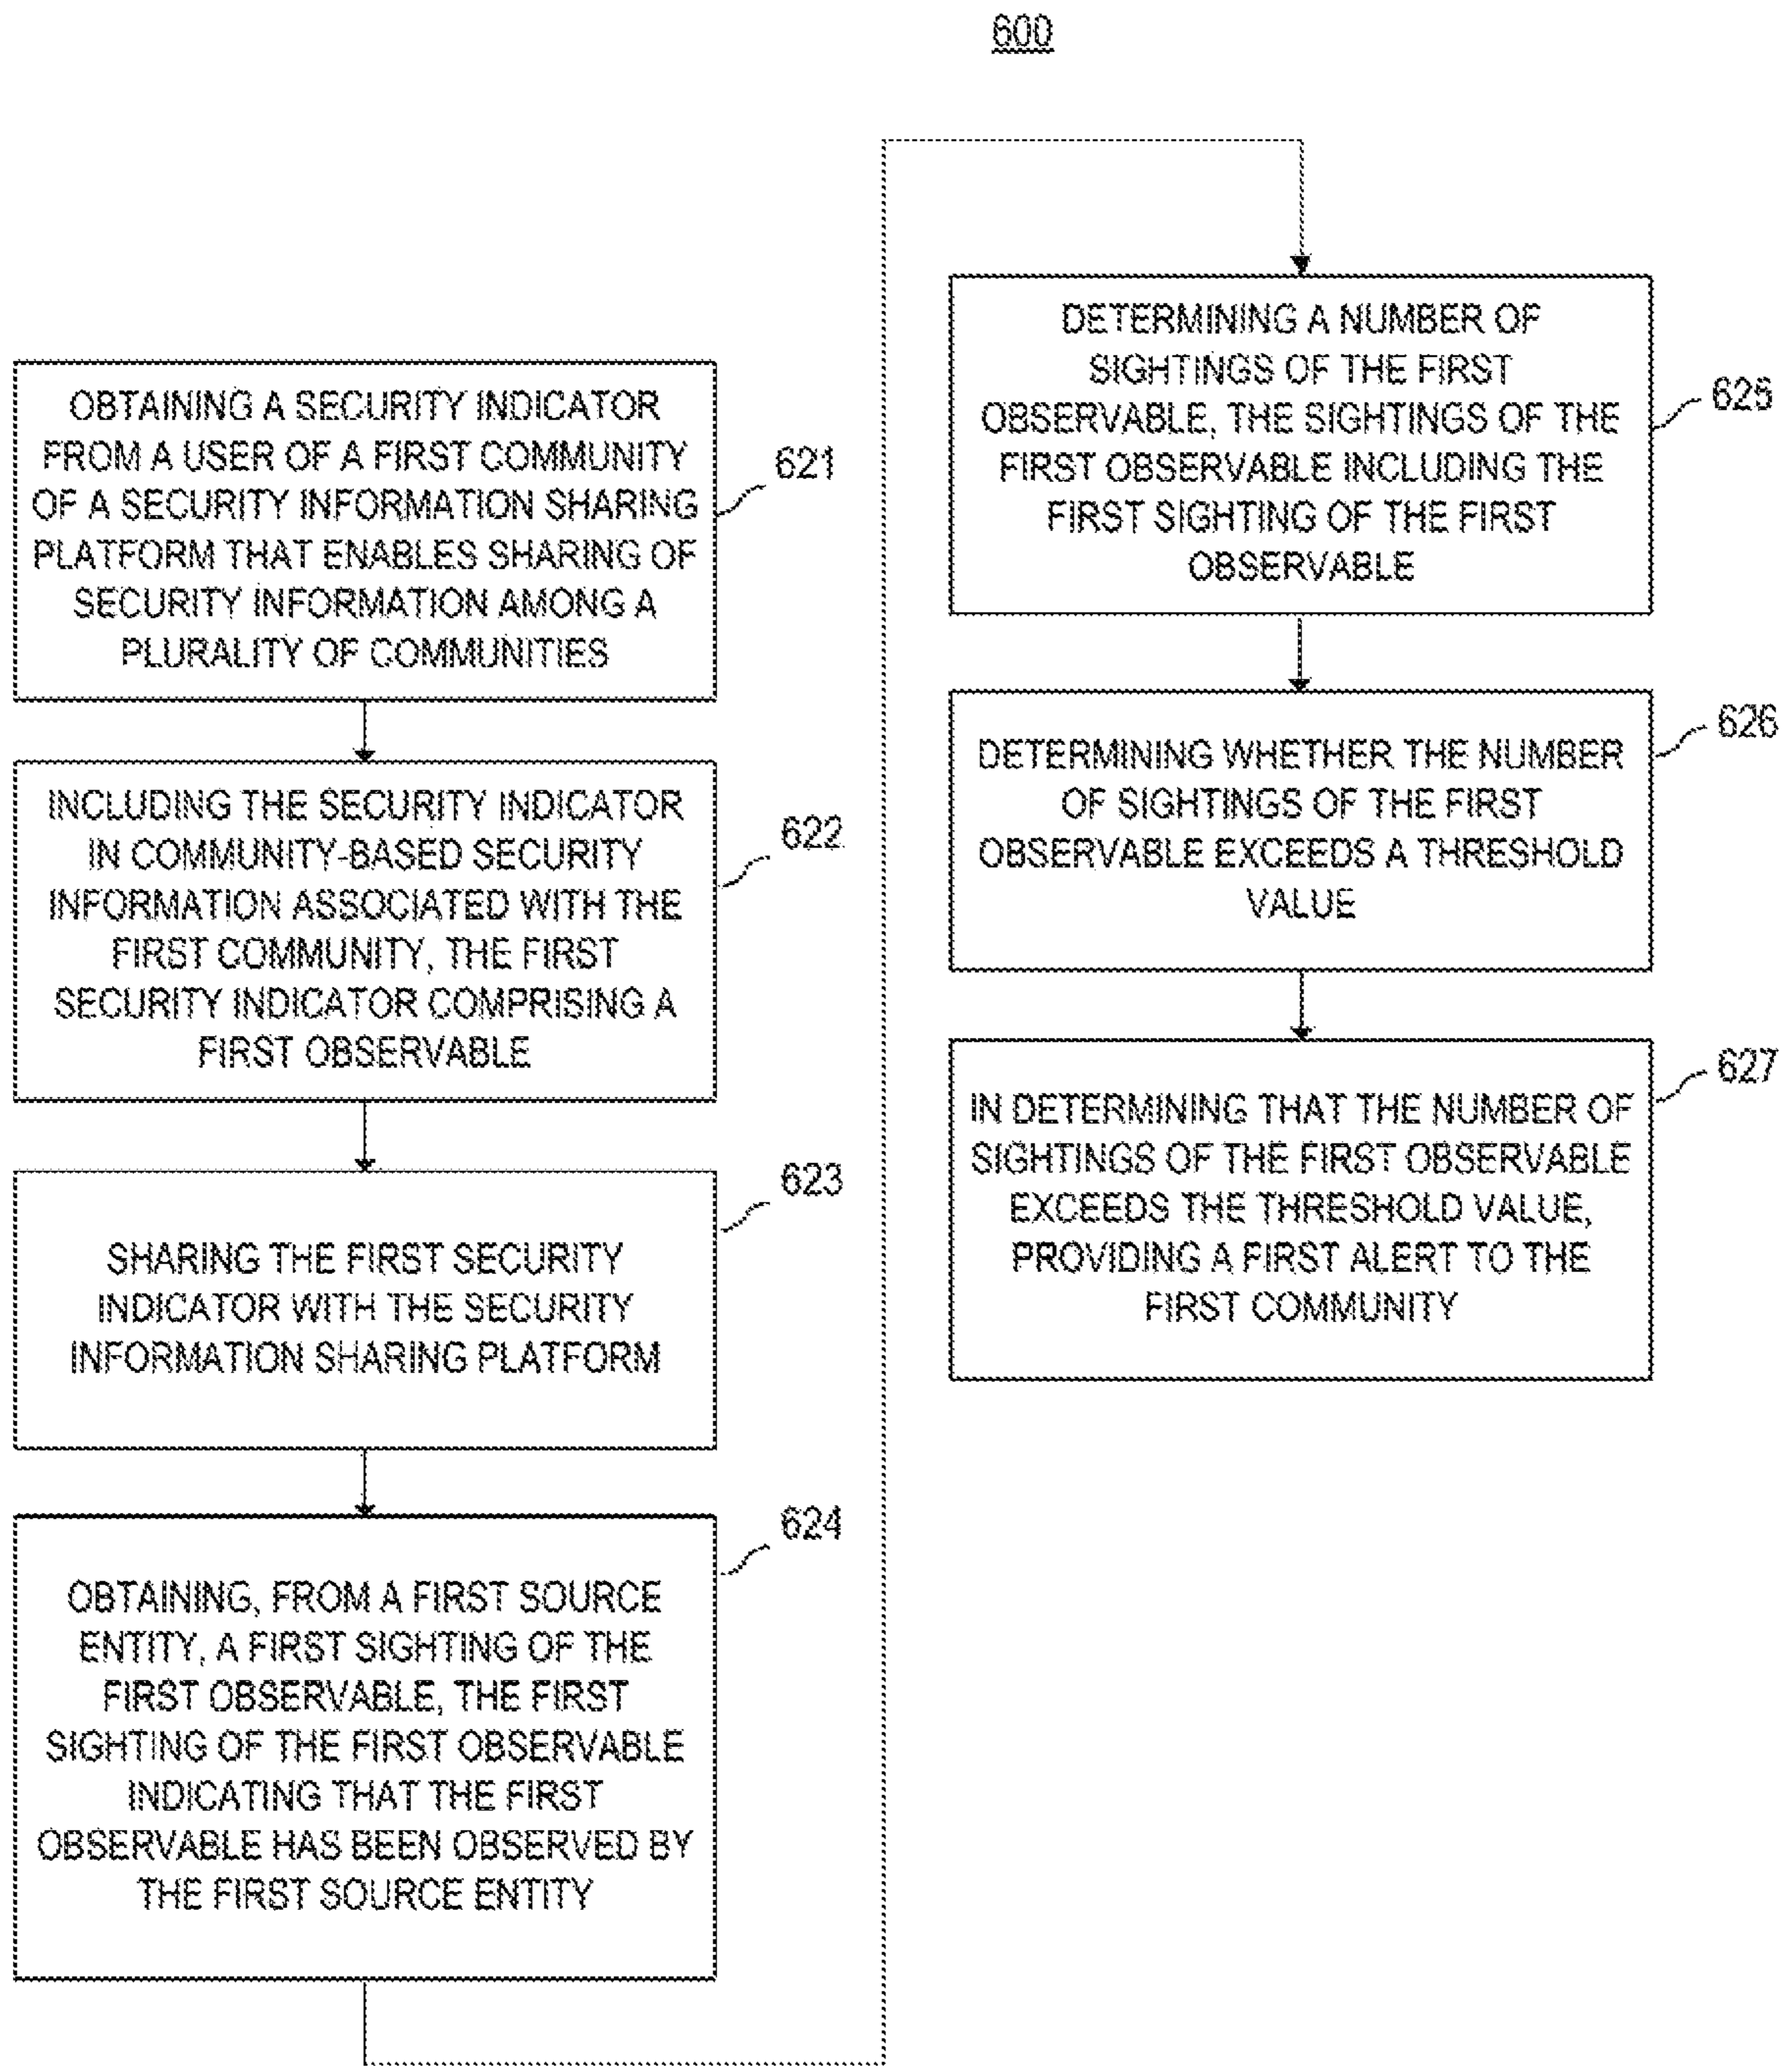 600
OBTAINING A SECURITY INDICATOR
FROM A USER OF A FIRST COMMUNITY
OF A SECURITY INFORMATION SHARING
PLATFORM THAT ENABLES SHARING OF
SECURITY INFORMATION AMONG A
PLURALITY OF COMMUNITIES
621
INCLUDING THE SECURITY INDICATOR
IN COMMUNITY-BASED SECURITY
INFORMATION ASSOCIATED WITH THE
FIRST COMMUNITY, THE FIRST
SECURITY INDICATOR COMPRISING A
FIRST OBSERVABLE
622
SHARING THE FIRST SECURITY
INDICATOR WITH THE SECURITY
INFORMATION SHARING PLATFORM
623
OBTAINING, FROM A FIRST SOURCE
ENTITY, A FIRST SIGHTING OF THE
FIRST OBSERVABLE, THE FIRST
SIGHTING OF THE FIRST OBSERVABLE
INDICATING THAT THE FIRST
OBSERVABLE HAS BEEN OBSERVED BY
THE FIRST SOURCE ENTITY
624
DETERMINING A NUMBER OF
SIGHTINGS OF THE FIRST
OBSERVABLE, THE SIGHTINGS OF THE
FIRST OBSERVABLE INCLUDING THE
FIRST SIGHTING OF THE FIRST
OBSERVABLE
625
DETERMINING WHETHER THE NUMBER
OF SIGHTINGS OF THE FIRST
OBSERVABLE EXCEEDS A THRESHOLD
VALUE
626
IN DETERMINING THAT THE NUMBER OF
SIGHTINGS OF THE FIRST OBSERVABLE
EXCEEDS THE THRESHOLD VALUE,
PROVIDING A FIRST ALERT TO THE
FIRST COMMUNITY
627